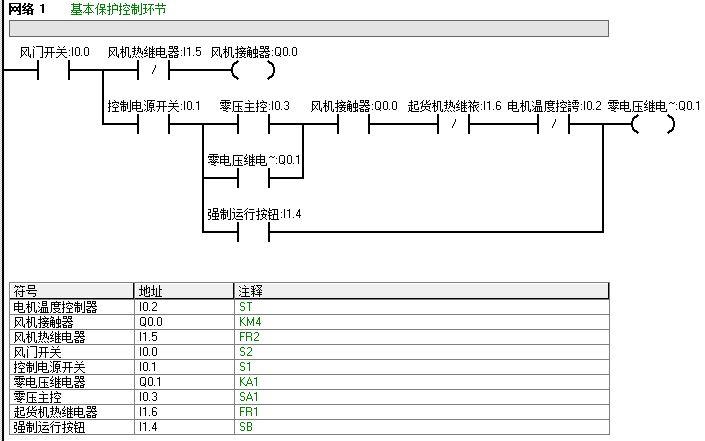 网络 1 基本保护控制环节
风门开关:I0.0 风机热继电器:I1.5 风机接触器:Q0.0
控制电源开关:I0.1 零压主控:I0.3 风机接触器:Q0.0 起货机热继~:I1.6 电机温度控~:I0.2 零电压继电~:Q0.1
零电压继电~:Q0.1
强制运行按钮:I1.4
符号 地址 注释
电机温度控制器 I0.2 ST
风机接触器 Q0.0 KM4
风机热继电器 I1.5 FR2
风门开关 I0.0 S2
控制电源开关 I0.1 S1
零电压继电器 Q0.1 KA1
零压主控 I0.3 SA1
起货机热继电器 I1.6 FR1
强制运行按钮 I1.4 SB